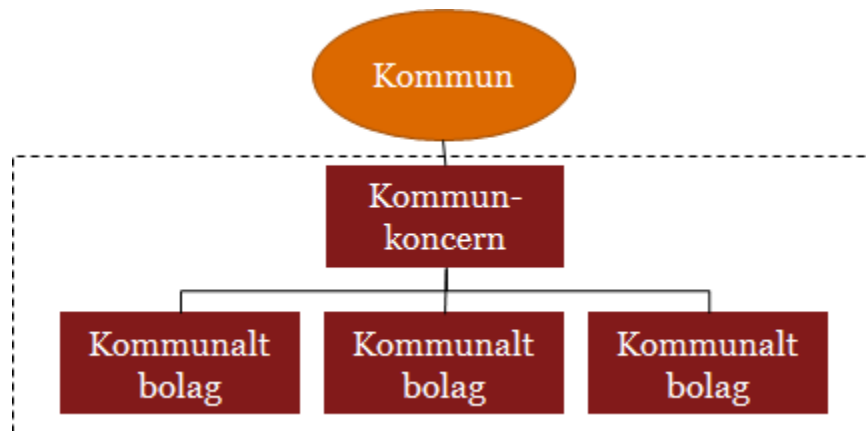 Kommun
Kommun-
koncern
Kommunalt
bolag
Kommunalt
bolag
Kommunalt
bolag